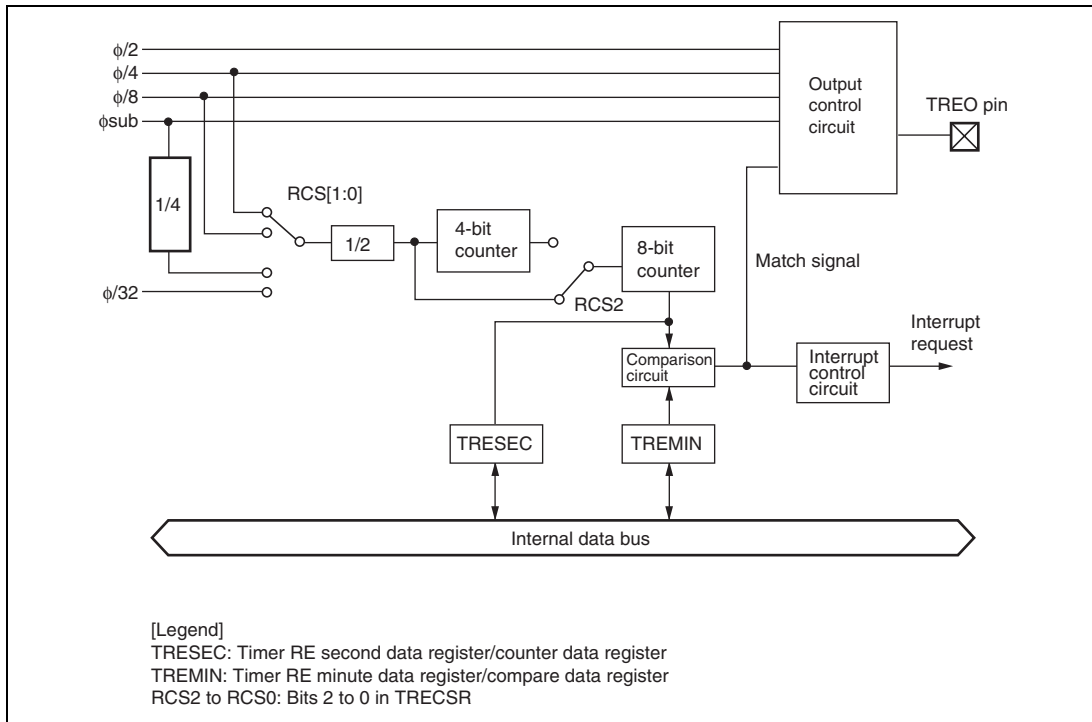 ϕ/2
ϕ/4
ϕ/8
ϕsub
Output
control
circuit
TREO pin
1/4
RCS[1:0]
1/2
4-bit
counter
8-bit
counter
RCS2
Match signal
ϕ/32
Comparison
circuit
Interrupt
control
circuit
Interrupt
request
TRESEC
TREMIN
Internal data bus
[Legend]
TRESEC: Timer RE second data register/counter data register
TREMIN: Timer RE minute data register/compare data register
RCS2 to RCS0: Bits 2 to 0 in TRECSR